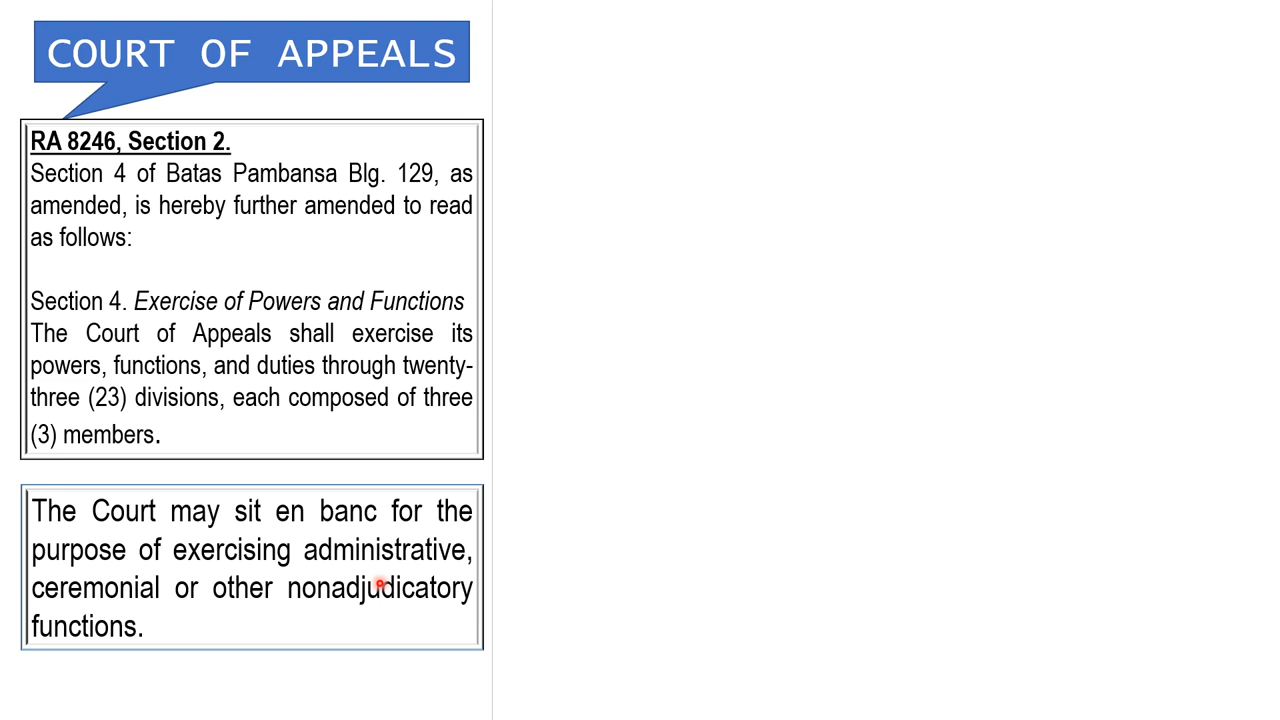 COURT OF APPEALS
RA 8246, Section 2.
Section 4 of Batas Pambansa Blg. 129, as
amended, is hereby further amended to read
as follows:
Section 4. Exercise of Powers and Functions
The Court of Appeals shall exercise its
powers, functions, and duties through twenty-
three (23) divisions, each composed of three
(3) members.
The Court may sit en banc for the
purpose of exercising administrative,
ceremonial or other nonadjudicatory
functions.